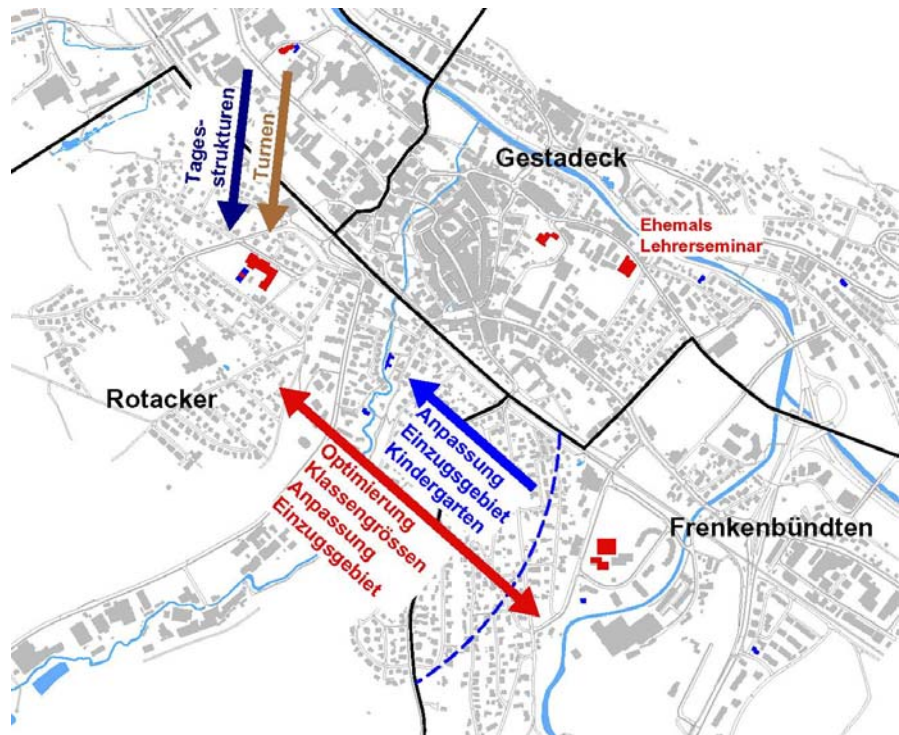 Tages-
strukturen
Turnen
Gestadeck
Ehemals
Lehrerseminar
Rotacker
Anpassung
Einzugsgebiet
Kindergarten
Optimierung
Klassengrössen
Anpassung
Einzugsgebiet
Frenkenbündten